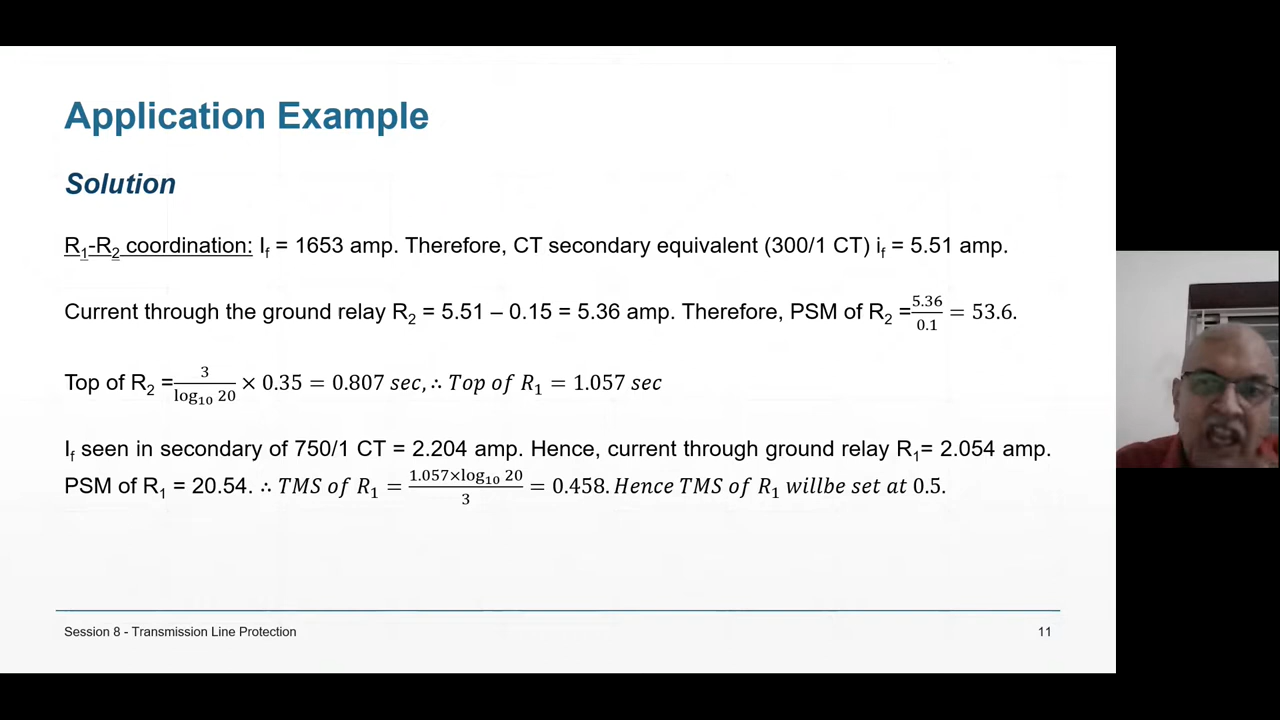 Application Example
Solution
R₁-R₂ coordination: I_f = 1653 amp. Therefore, CT secondary equivalent (300/1 CT) i_f = 5.51 amp.
Current through the ground relay R₂ = 5.51 – 0.15 = 5.36 amp. Therefore, PSM of R₂ =5.36/0.1 = 53.6.
Top of R₂ =3/log₁₀ 20 × 0.35 = 0.807 sec, ∴ Top of R₁ = 1.057 sec
I_f seen in secondary of 750/1 CT = 2.204 amp. Hence, current through ground relay R₁= 2.054 amp.
PSM of R₁ = 20.54. ∴ TMS of R₁ = 1.057×log₁₀ 20/3 = 0.458. Hence TMS of R₁ willbe set at 0.5.
Session 8 - Transmission Line Protection
11